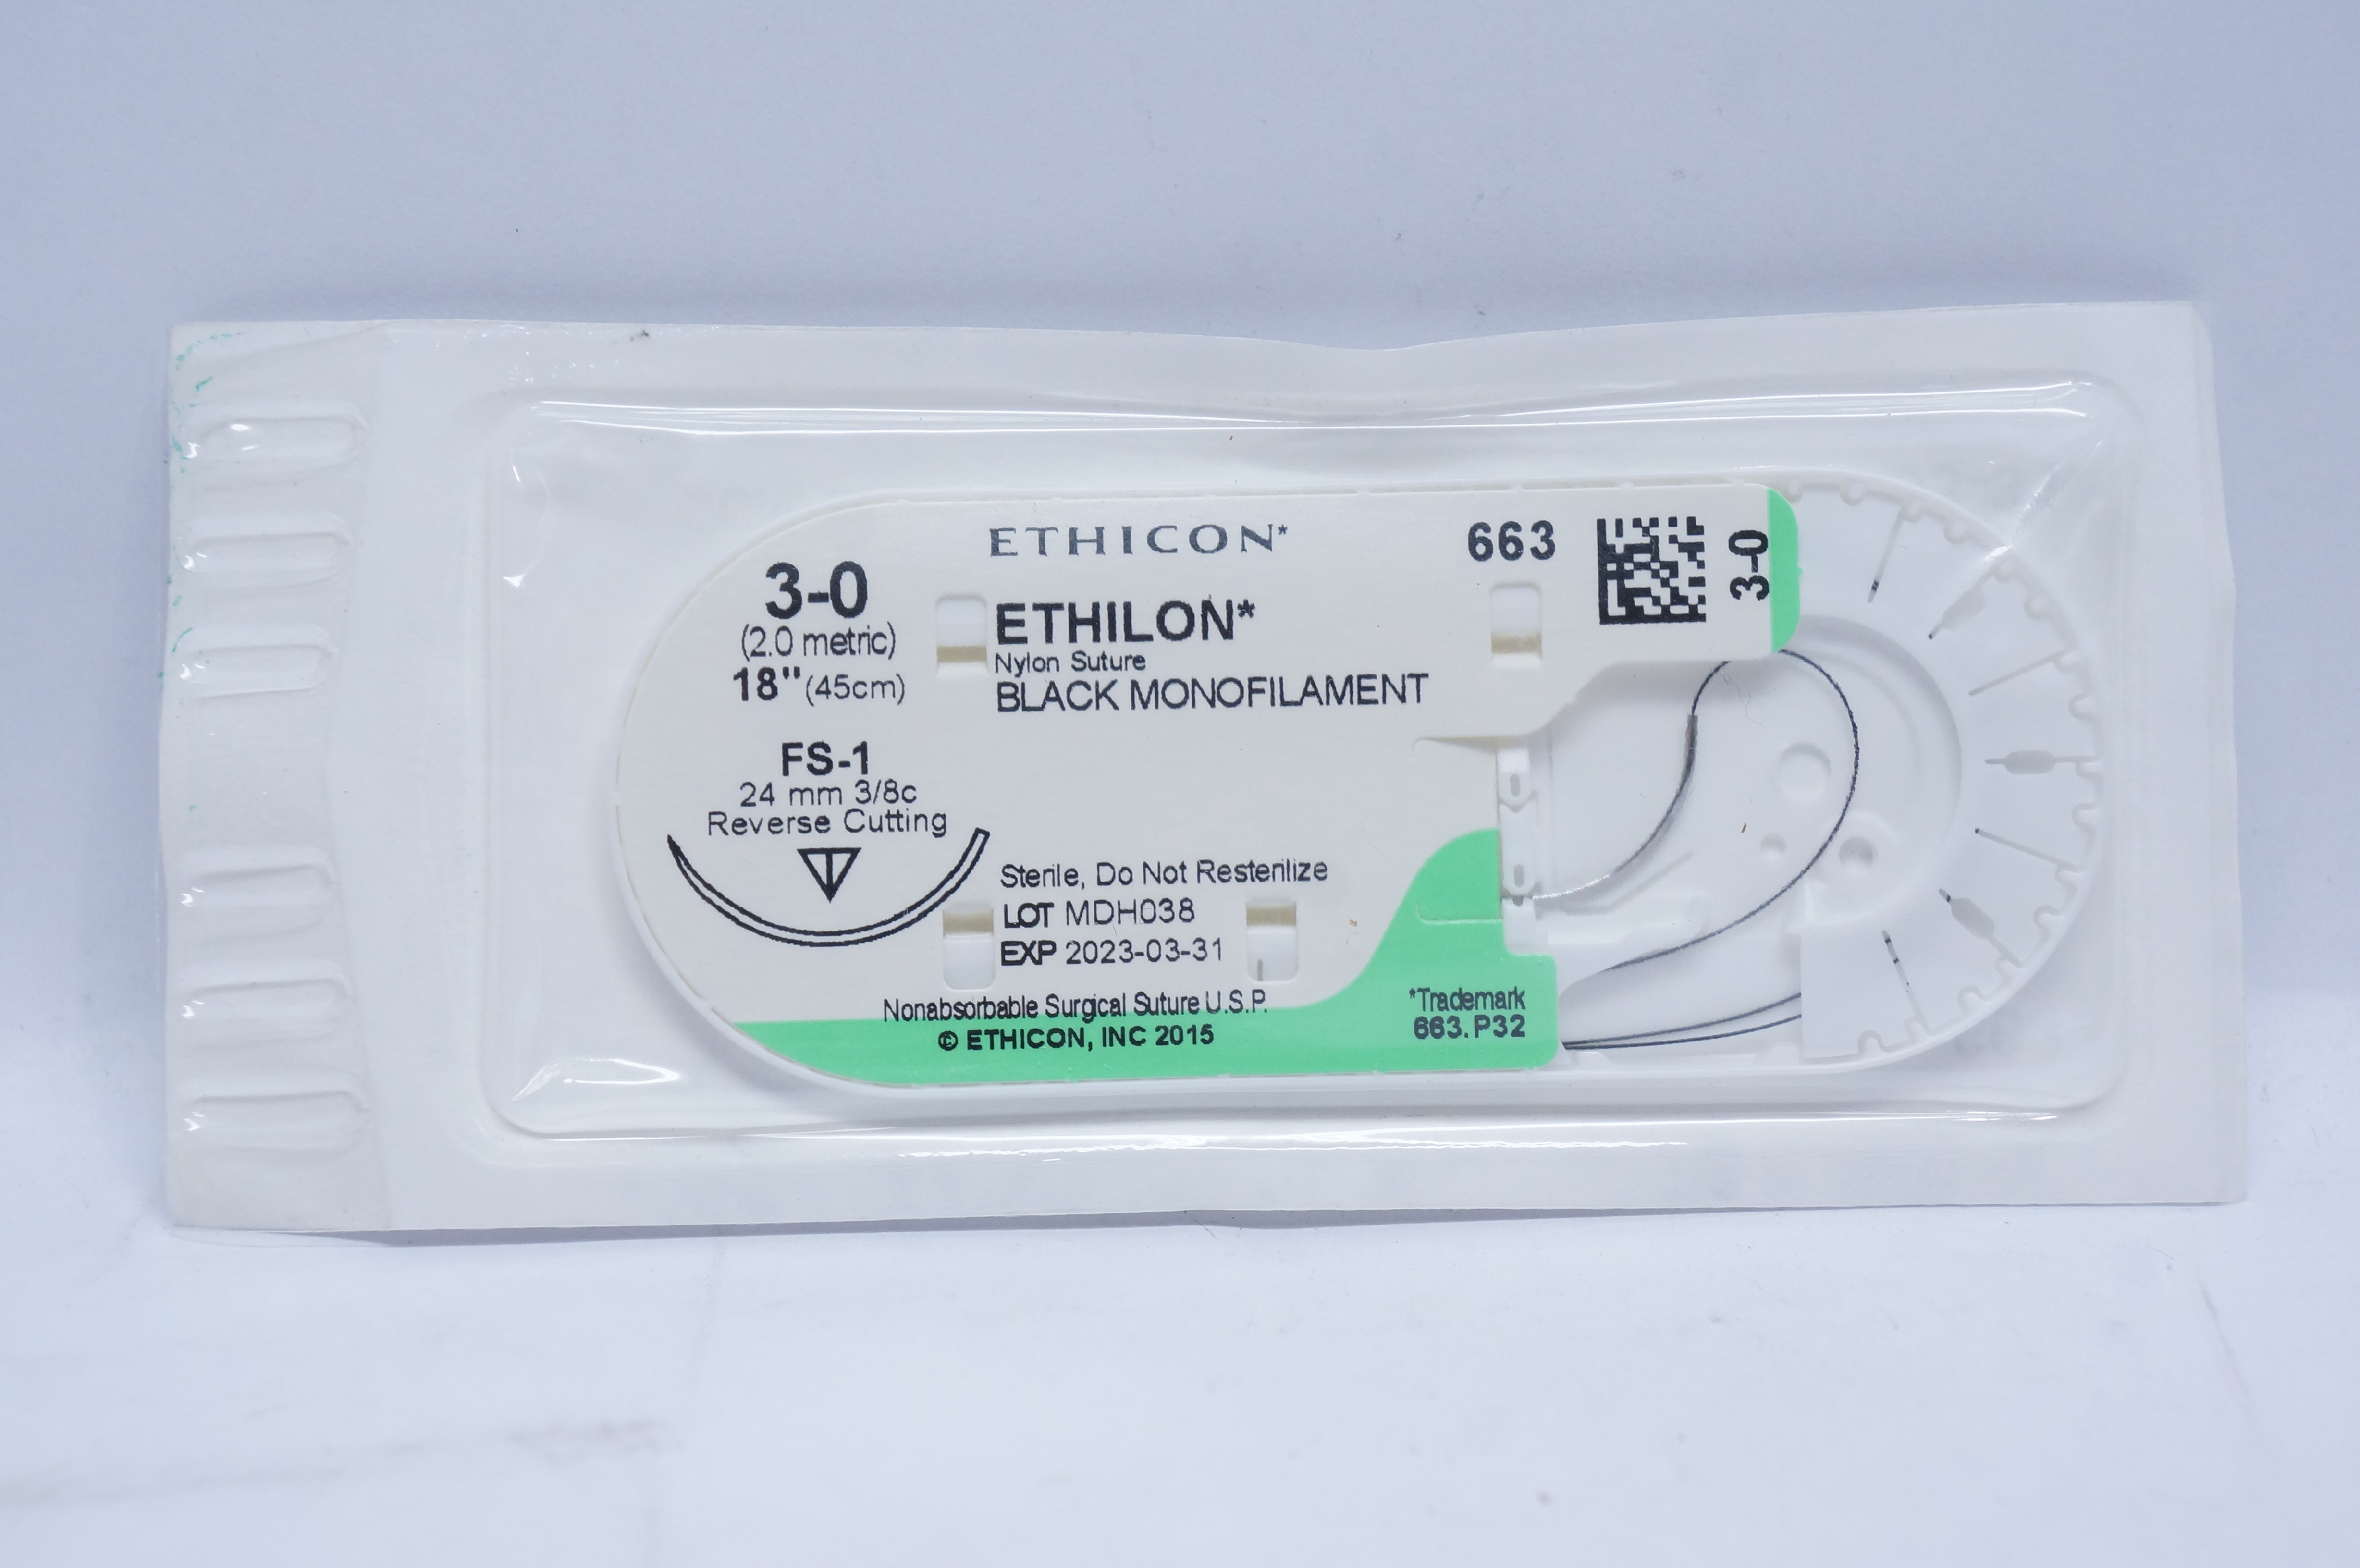 ETHICON*
663
3-0
3-0
(2.0 metric)
18" (45cm)
ETHILON*
Nylon Suture
BLACK MONOFILAMENT
FS-1
24 mm 3/8c
Reverse Cutting
Sterile, Do Not Resterilize
LOT MDH038
EXP 2023-03-31
Nonabsorbable Surgical Suture U.S.P.
© ETHICON, INC 2015
*Trademark
663.P32